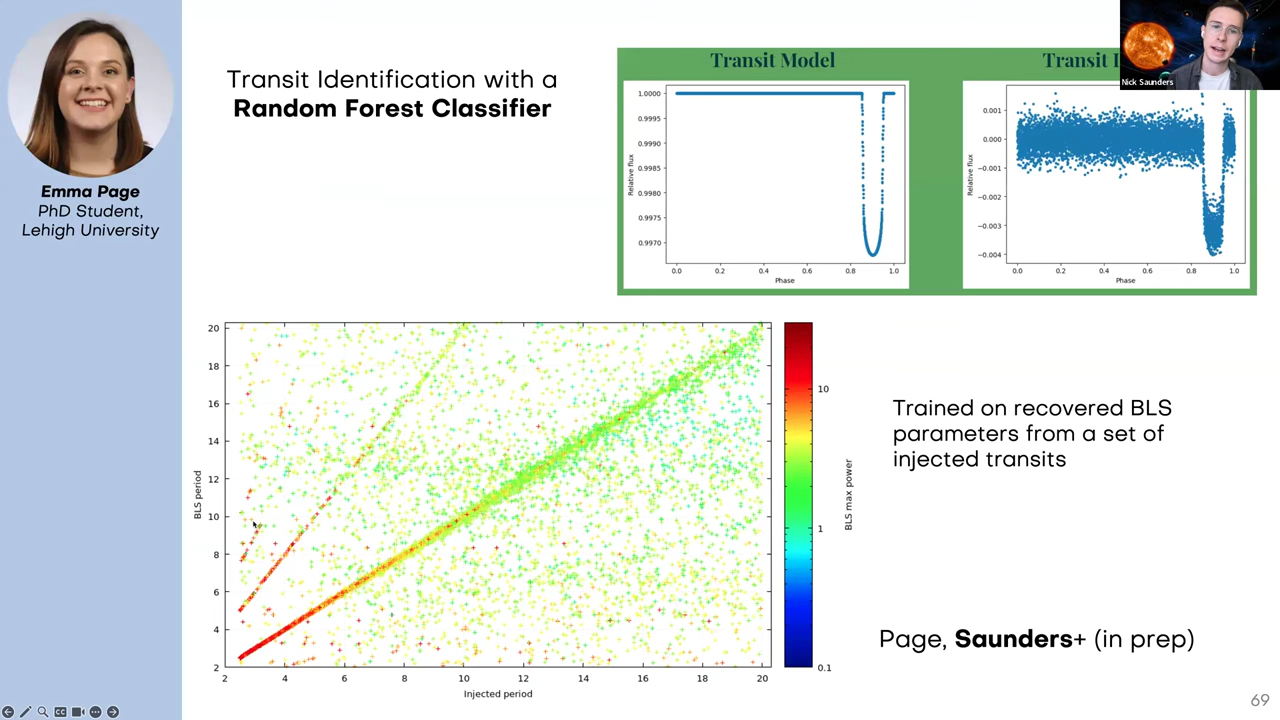 Emma Page
PhD Student,
Lehigh University
Transit Identification with a
Random Forest Classifier
Transit Model
1.0000
0.9995
0.9990
0.9985
0.9980
0.9975
0.9970
Relative flux
0.0
0.2
0.4
0.6
0.8
1.0
Phase
Transit
0.001
0.000
−0.001
−0.002
−0.003
−0.004
Relative flux
0.0
0.2
0.4
0.6
0.8
1.0
Phase
Nick Saunders
20
18
16
14
12
10
8
6
4
2
BLS period
2
4
6
8
10
12
14
16
18
20
Injected period
10
1
0.1
BLS max power
Trained on recovered BLS
parameters from a set of
injected transits
Page, Saunders+ (in prep)
69
CC